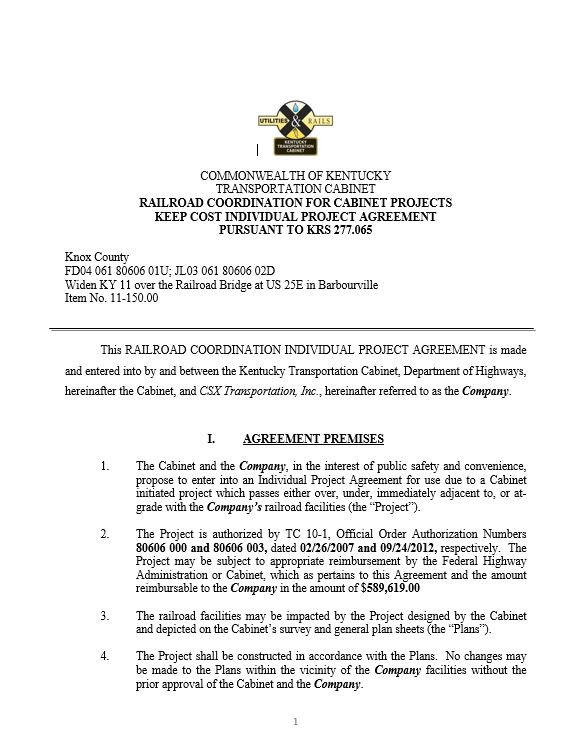 UTILITIES & RAILS
KENTUCKY
TRANSPORTATION
CABINET
COMMONWEALTH OF KENTUCKY
TRANSPORTATION CABINET
RAILROAD COORDINATION FOR CABINET PROJECTS
KEEP COST INDIVIDUAL PROJECT AGREEMENT
PURSUANT TO KRS 277.065
Knox County
FD04 061 80606 01U; JL03 061 80606 02D
Widen KY 11 over the Railroad Bridge at US 25E in Barbourville
Item No. 11-150.00
This RAILROAD COORDINATION INDIVIDUAL PROJECT AGREEMENT is made
and entered into by and between the Kentucky Transportation Cabinet, Department of Highways,
hereinafter the Cabinet, and CSX Transportation, Inc., hereinafter referred to as the Company.
I. AGREEMENT PREMISES
1. The Cabinet and the Company, in the interest of public safety and convenience,
propose to enter into an Individual Project Agreement for use due to a Cabinet
initiated project which passes either over, under, immediately adjacent to, or at-
grade with the Company's railroad facilities (the "Project").
2. The Project is authorized by TC 10-1, Official Order Authorization Numbers
80606 000 and 80606 003, dated 02/26/2007 and 09/24/2012, respectively. The
Project may be subject to appropriate reimbursement by the Federal Highway
Administration or Cabinet, which as pertains to this Agreement and the amount
reimbursable to the Company in the amount of $589,619.00
3. The railroad facilities may be impacted by the Project designed by the Cabinet
and depicted on the Cabinet's survey and general plan sheets (the "Plans").
4. The Project shall be constructed in accordance with the Plans. No changes may
be made to the Plans within the vicinity of the Company facilities without the
prior approval of the Cabinet and the Company.
1